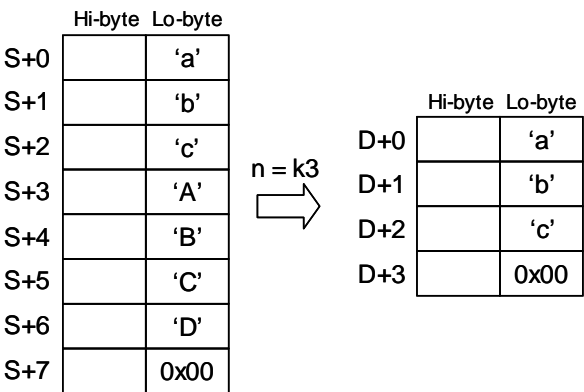 Hi-byte Lo-byte
S+0 ‘a’
S+1 ‘b’
S+2 ‘c’
S+3 ‘A’
S+4 ‘B’
S+5 ‘C’
S+6 ‘D’
S+7 0x00
n = k3
Hi-byte Lo-byte
D+0 ‘a’
D+1 ‘b’
D+2 ‘c’
D+3 0x00